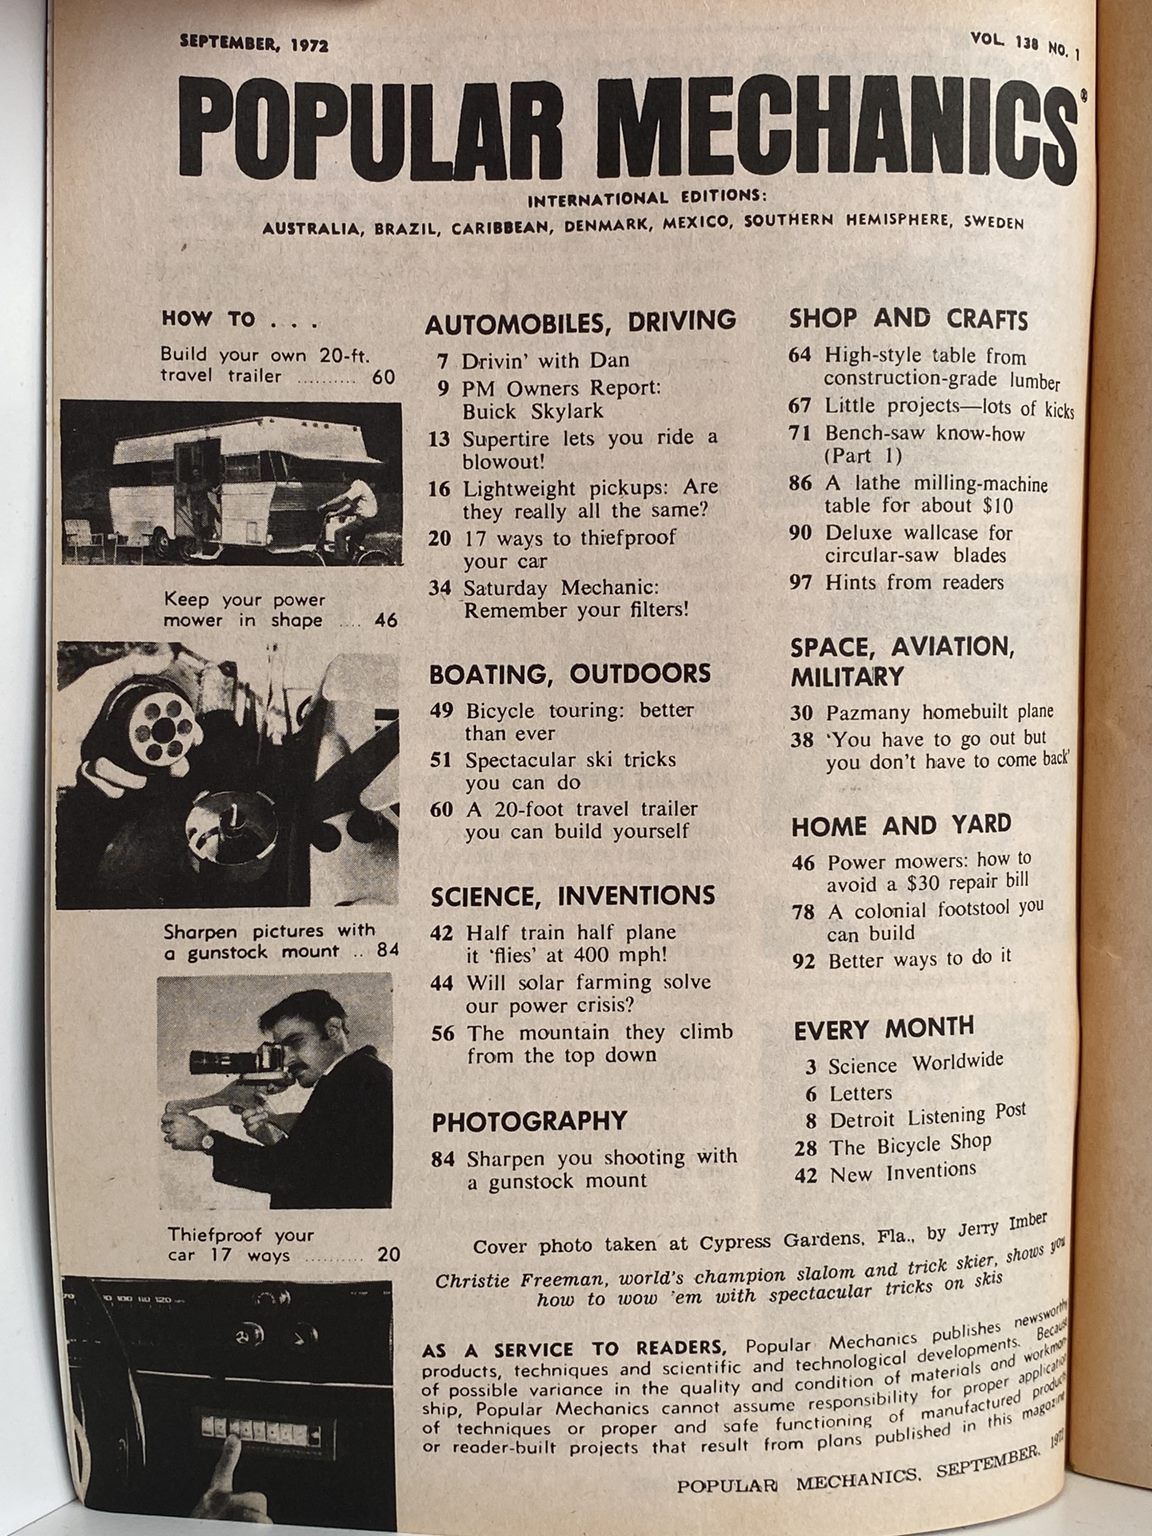 SEPTEMBER, 1972
VOL. 138 NO. 1
POPULAR MECHANICS®
INTERNATIONAL EDITIONS:
AUSTRALIA, BRAZIL, CARIBBEAN, DENMARK, MEXICO, SOUTHERN HEMISPHERE, SWEDEN
HOW TO . . .
Build your own 20-ft.
travel trailer .......... 60
Keep your power
mower in shape .... 46
Sharpen pictures with
a gunstock mount .. 84
Thiefproof your
car 17 ways .......... 20
100 110 120
AUTOMOBILES, DRIVING
7 Drivin' with Dan
9 PM Owners Report:
Buick Skylark
13 Supertire lets you ride a
blowout!
16 Lightweight pickups: Are
they really all the same?
20 17 ways to thiefproof
your car
34 Saturday Mechanic:
Remember your filters!
BOATING, OUTDOORS
49 Bicycle touring: better
than ever
51 Spectacular ski tricks
you can do
60 A 20-foot travel trailer
you can build yourself
SCIENCE, INVENTIONS
42 Half train half plane
it 'flies' at 400 mph!
44 Will solar farming solve
our power crisis?
56 The mountain they climb
from the top down
PHOTOGRAPHY
84 Sharpen you shooting with
a gunstock mount
SHOP AND CRAFTS
64 High-style table from
construction-grade lumber
67 Little projects—lots of kicks
71 Bench-saw know-how
(Part 1)
86 A lathe milling-machine
table for about $10
90 Deluxe wallcase for
circular-saw blades
97 Hints from readers
SPACE, AVIATION,
MILITARY
30 Pazmany homebuilt plane
38 'You have to go out but
you don't have to come back'
HOME AND YARD
46 Power mowers: how to
avoid a $30 repair bill
78 A colonial footstool you
can build
92 Better ways to do it
EVERY MONTH
3 Science Worldwide
6 Letters
8 Detroit Listening Post
28 The Bicycle Shop
42 New Inventions
Cover photo taken at Cypress Gardens, Fla., by Jerry Imber
Christie Freeman, world's champion slalom and trick skier, shows you
how to wow 'em with spectacular tricks on skis
AS A SERVICE TO READERS, Popular Mechanics publishes newsworthy
products, techniques and scientific and technological developments. Because
of possible variance in the quality and condition of materials and workman-
ship, Popular Mechanics cannot assume responsibility for proper application
of techniques or proper and safe functioning of manufactured products
or reader-built projects that result from plans published in this magazine
POPULAR MECHANICS, SEPTEMBER, 1972